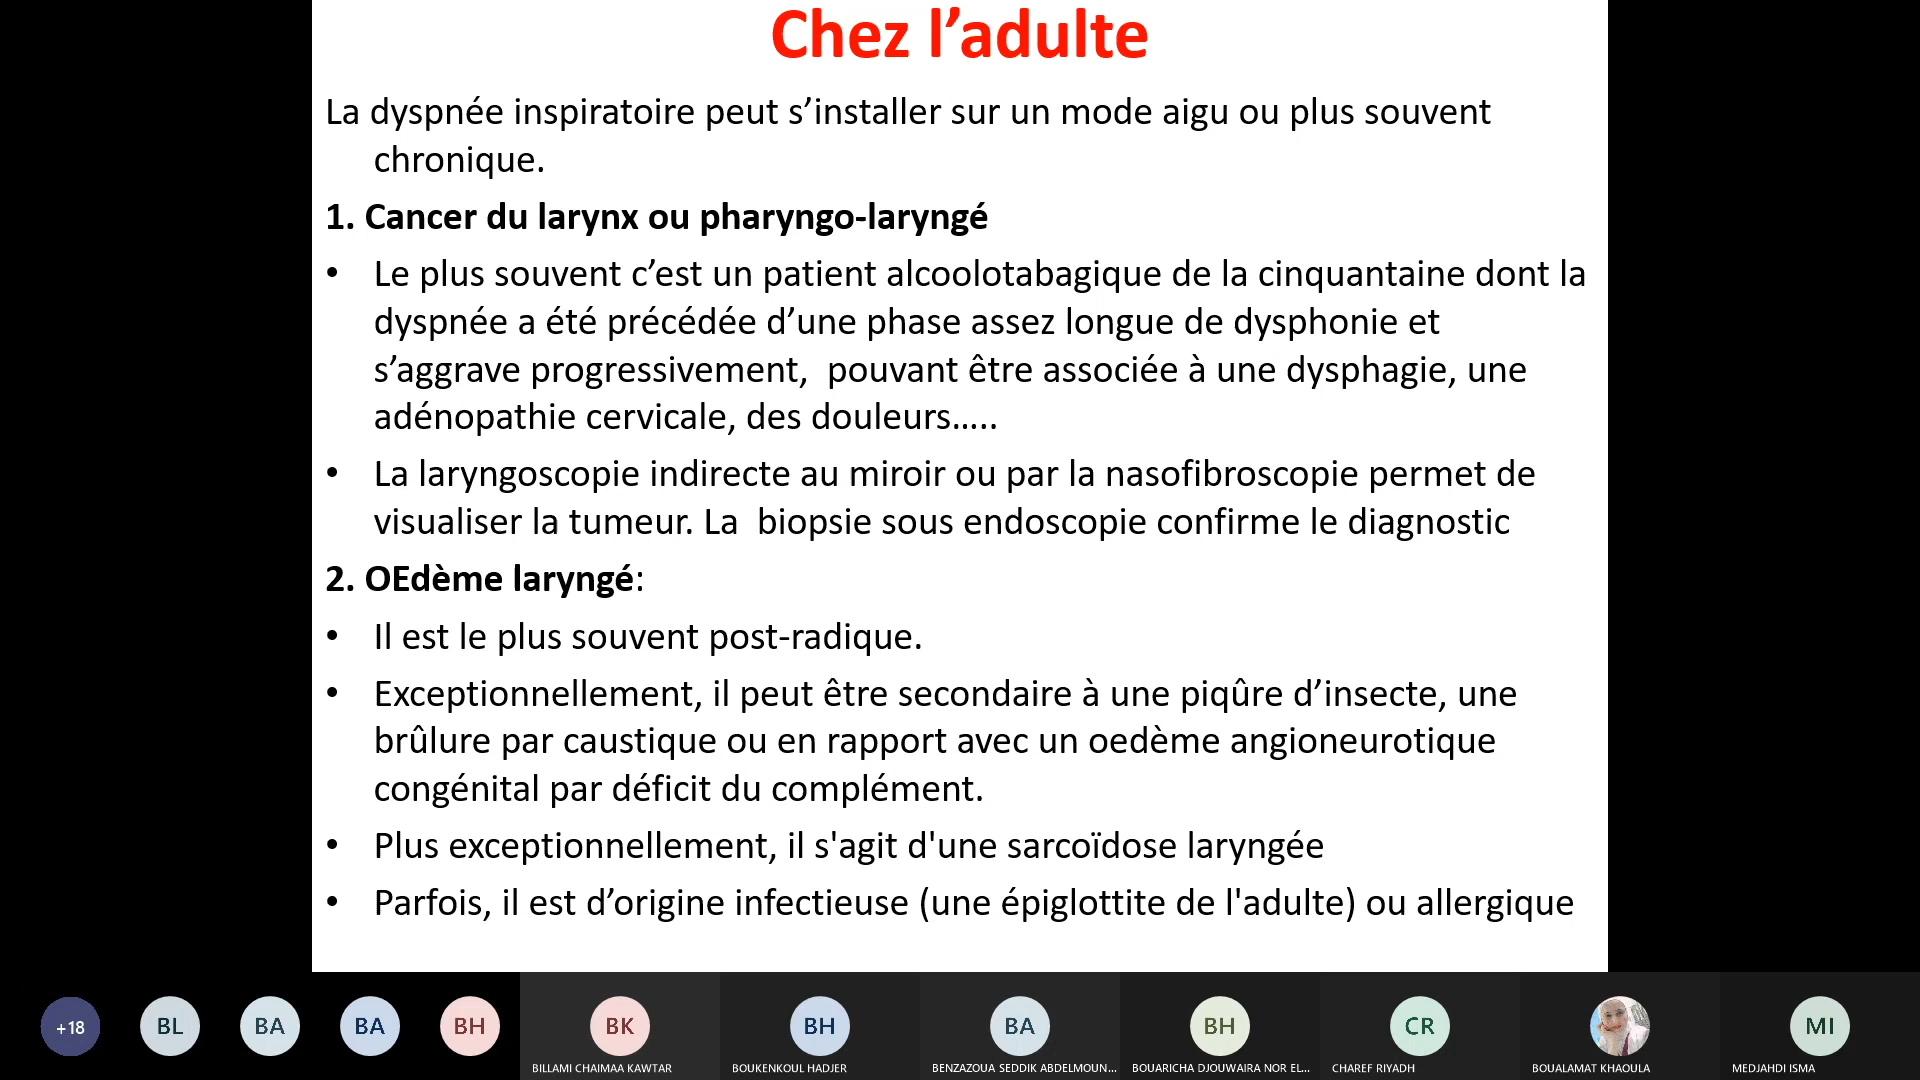 Chez l’adulte
La dyspnée inspiratoire peut s’installer sur un mode aigu ou plus souvent
chronique.
1. Cancer du larynx ou pharyngo-laryngé
• Le plus souvent c’est un patient alcoolotabagique de la cinquantaine dont la
dyspnée a été précédée d’une phase assez longue de dysphonie et
s’aggrave progressivement,  pouvant être associée à une dysphagie, une
adénopathie cervicale, des douleurs…..
• La laryngoscopie indirecte au miroir ou par la nasofibroscopie permet de
visualiser la tumeur. La  biopsie sous endoscopie confirme le diagnostic
2. OEdème laryngé:
• Il est le plus souvent post-radique.
• Exceptionnellement, il peut être secondaire à une piqûre d’insecte, une
brûlure par caustique ou en rapport avec un oedème angioneurotique
congénital par déficit du complément.
• Plus exceptionnellement, il s'agit d'une sarcoïdose laryngée
• Parfois, il est d’origine infectieuse (une épiglottite de l'adulte) ou allergique
+18 BL BA BA BH BK BH BA BH CR MI
BILLAMI CHAIMAA KAWTAR BOUKENKOUL HADJER BENZAZOUA SEDDIK ABDELMOUN... BOUARICHA DJOUWAIRA NOR EL... CHAREF RIYADH BOUALAMAT KHAOULA MEDJAHDI ISMA